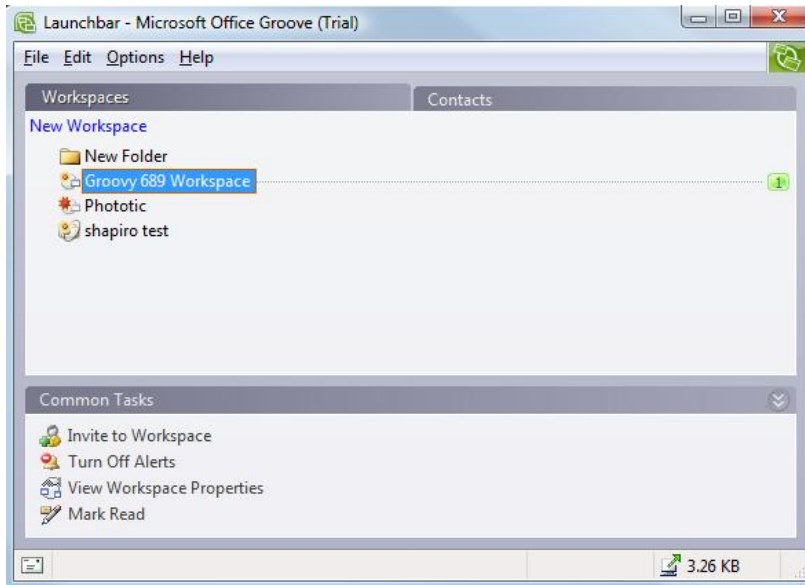 Launchbar - Microsoft Office Groove (Trial)
File Edit Options Help
Workspaces Contacts
New Workspace
New Folder
Groovy 689 Workspace 1
Phototic
shapiro test
Common Tasks
Invite to Workspace
Turn Off Alerts
View Workspace Properties
Mark Read
3.26 KB